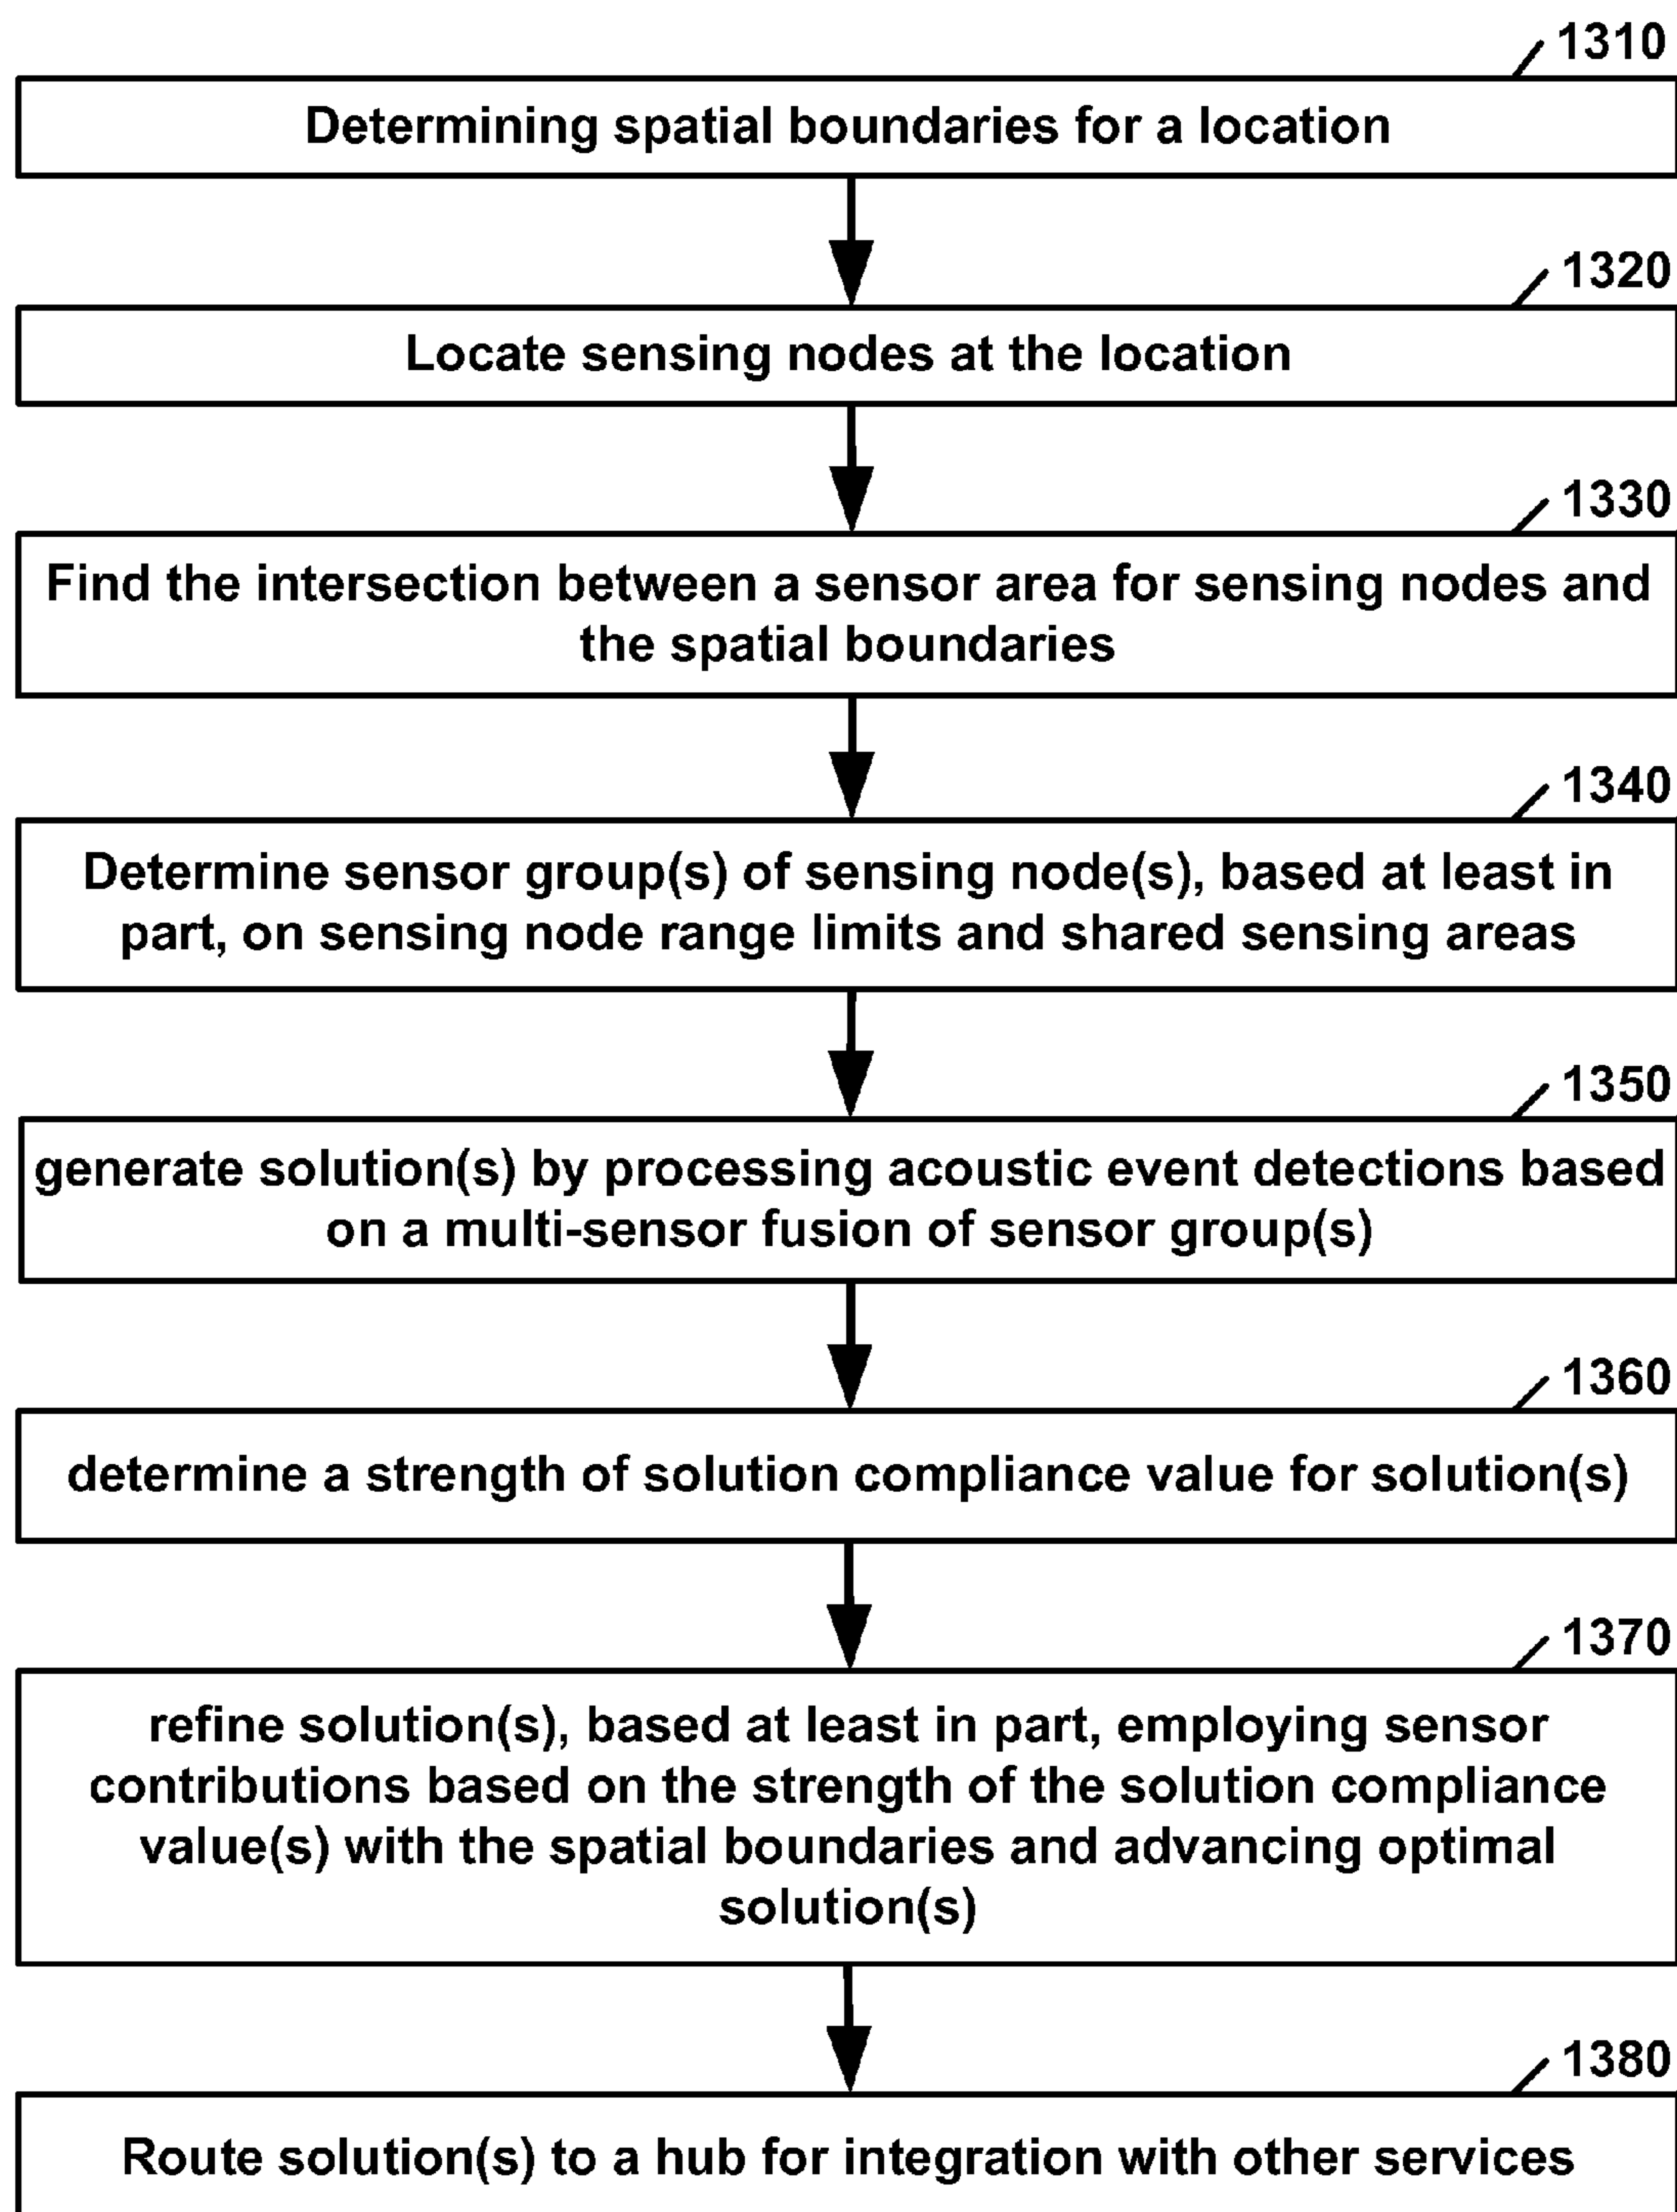 1310
Determining spatial boundaries for a location
1320
Locate sensing nodes at the location
1330
Find the intersection between a sensor area for sensing nodes and
the spatial boundaries
1340
Determine sensor group(s) of sensing node(s), based at least in
part, on sensing node range limits and shared sensing areas
1350
generate solution(s) by processing acoustic event detections based
on a multi-sensor fusion of sensor group(s)
1360
determine a strength of solution compliance value for solution(s)
1370
refine solution(s), based at least in part, employing sensor
contributions based on the strength of the solution compliance
value(s) with the spatial boundaries and advancing optimal
solution(s)
1380
Route solution(s) to a hub for integration with other services